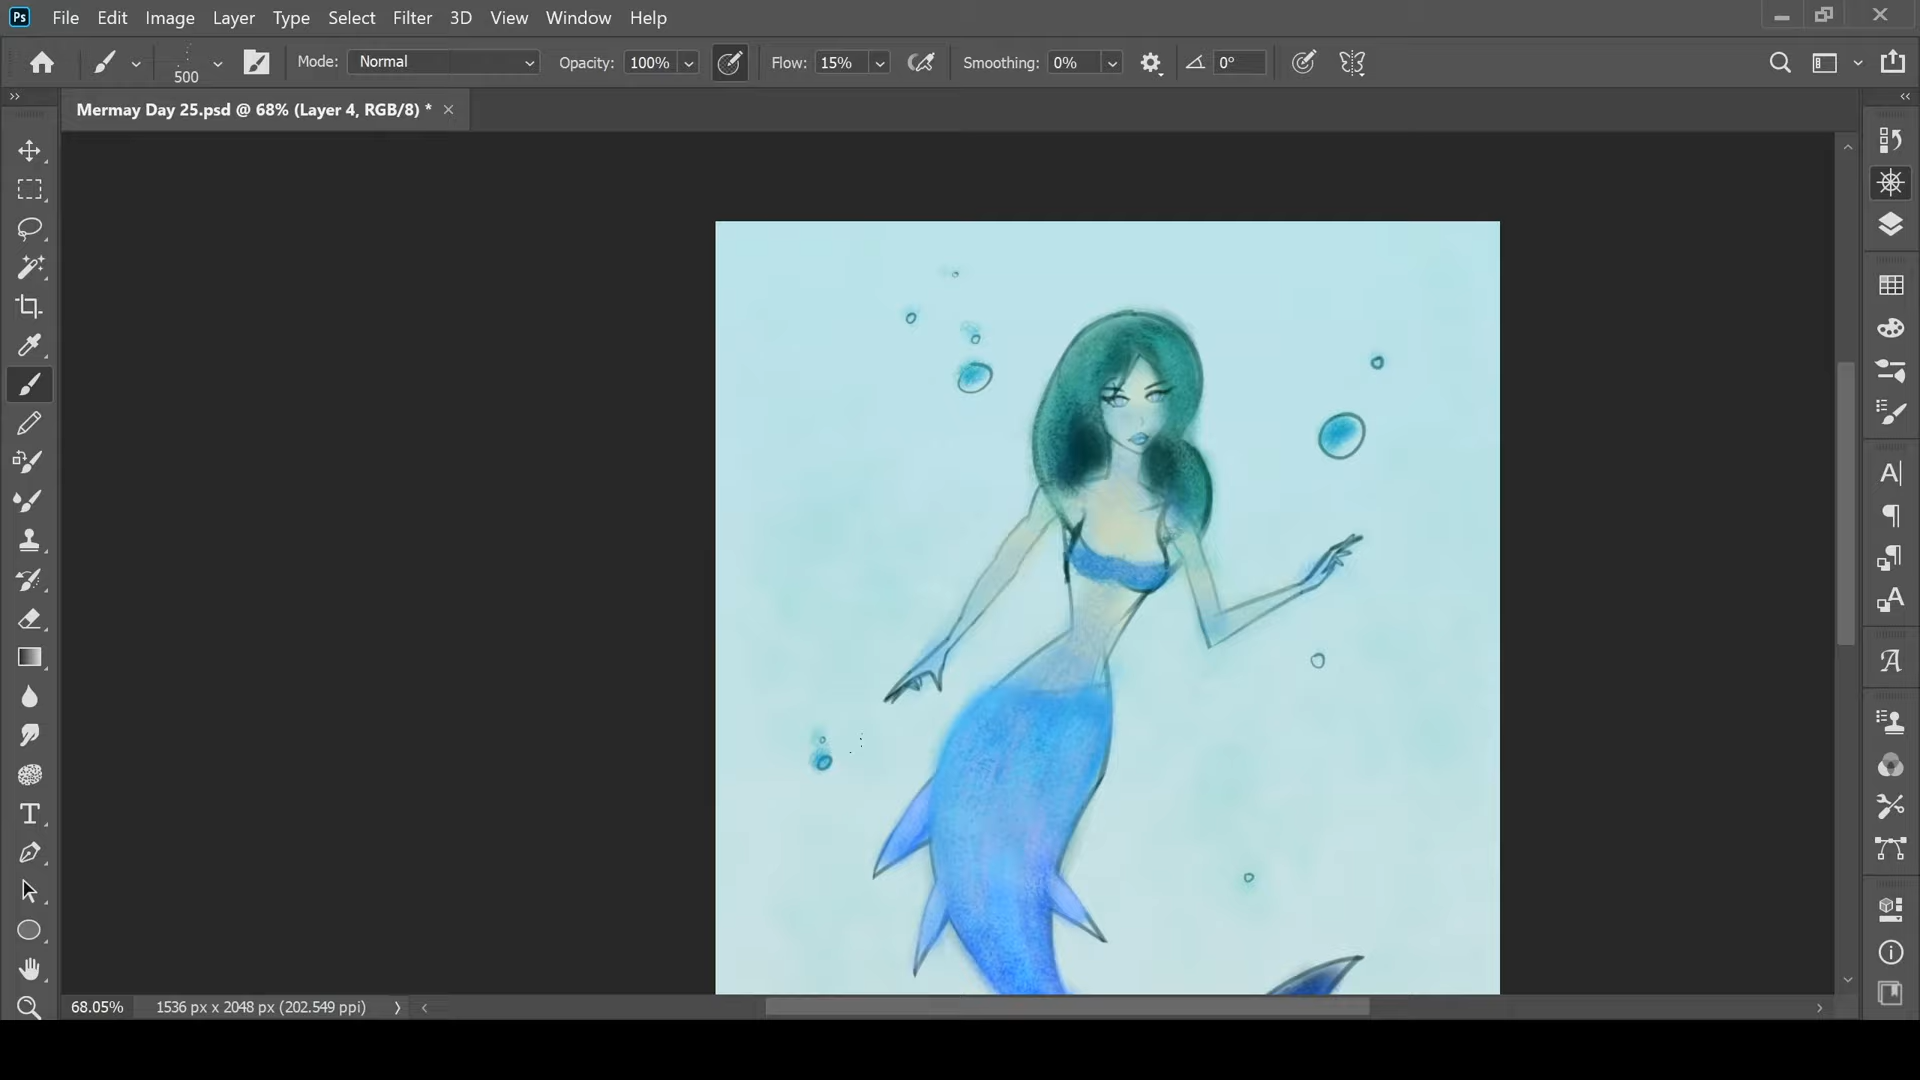 Ps File Edit Image Layer Type Select Filter 3D View Window Help
500 Mode: Normal Opacity: 100% Flow: 15% Smoothing: 0% 0°
Mermay Day 25.psd @ 68% (Layer 4, RGB/8) *
68.05% 1536 px x 2048 px (202.549 ppi)